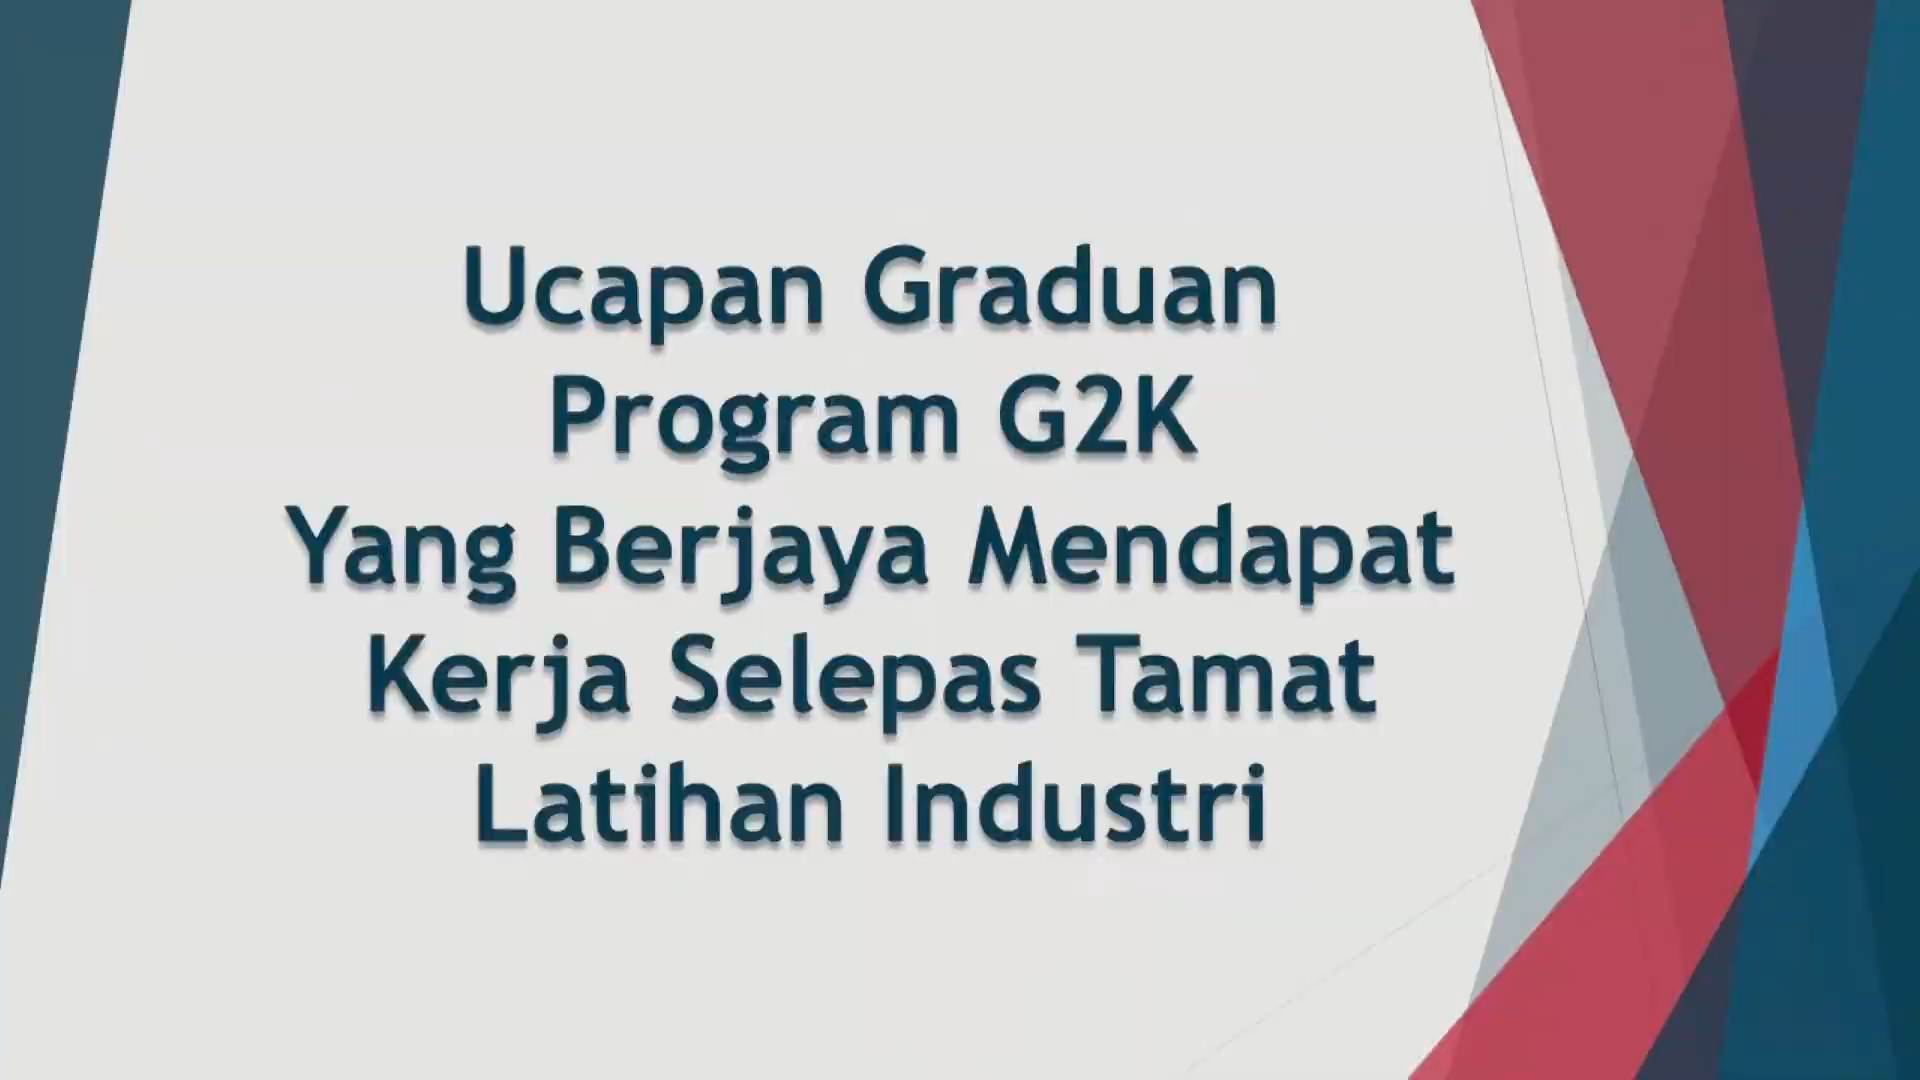 Ucapan Graduan
Program G2K
Yang Berjaya Mendapat
Kerja Selepas Tamat
Latihan Industri